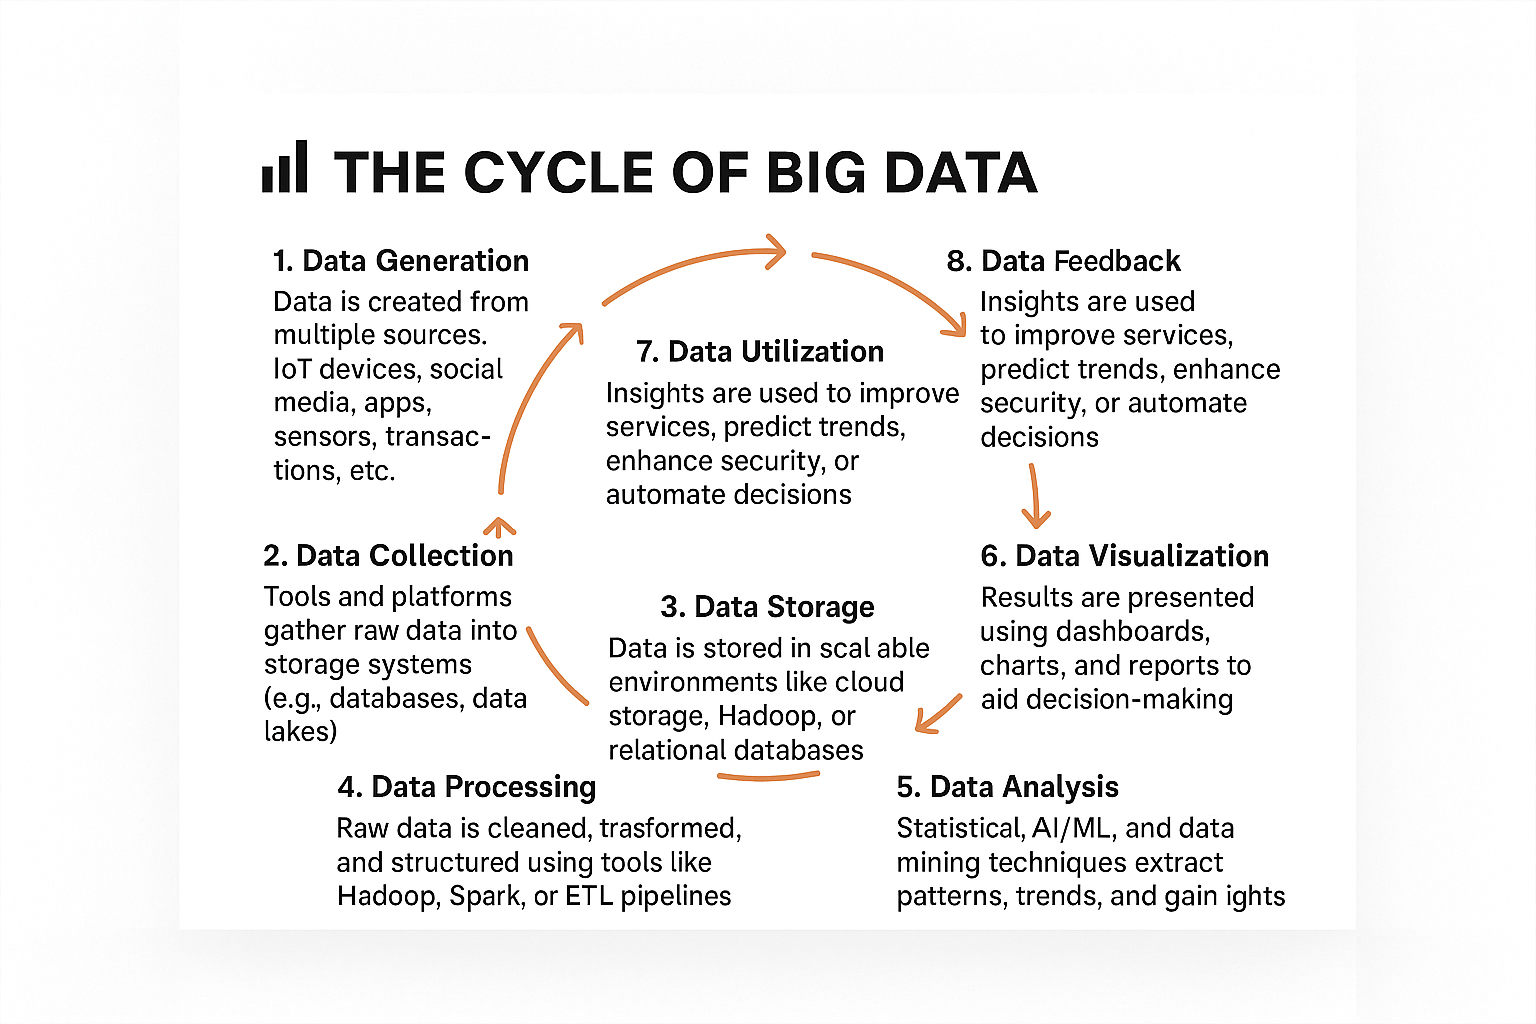 THE CYCLE OF BIG DATA
1. Data Generation
Data is created from
multiple sources.
IoT devices, social
media, apps,
sensors, transac-
tions, etc.
2. Data Collection
Tools and platforms
gather raw data into
storage systems
(e.g., databases, data
lakes)
3. Data Storage
Data is stored in scal able
environments like cloud
storage, Hadoop, or
relational databases
4. Data Processing
Raw data is cleaned, trasformed,
and structured using tools like
Hadoop, Spark, or ETL pipelines
5. Data Analysis
Statistical, AI/ML, and data
mining techniques extract
patterns, trends, and gain ights
6. Data Visualization
Results are presented
using dashboards,
charts, and reports to
aid decision-making
7. Data Utilization
Insights are used to improve
services, predict trends,
enhance security, or
automate decisions
8. Data Feedback
Insights are used
to improve services,
predict trends, enhance
security, or automate
decisions